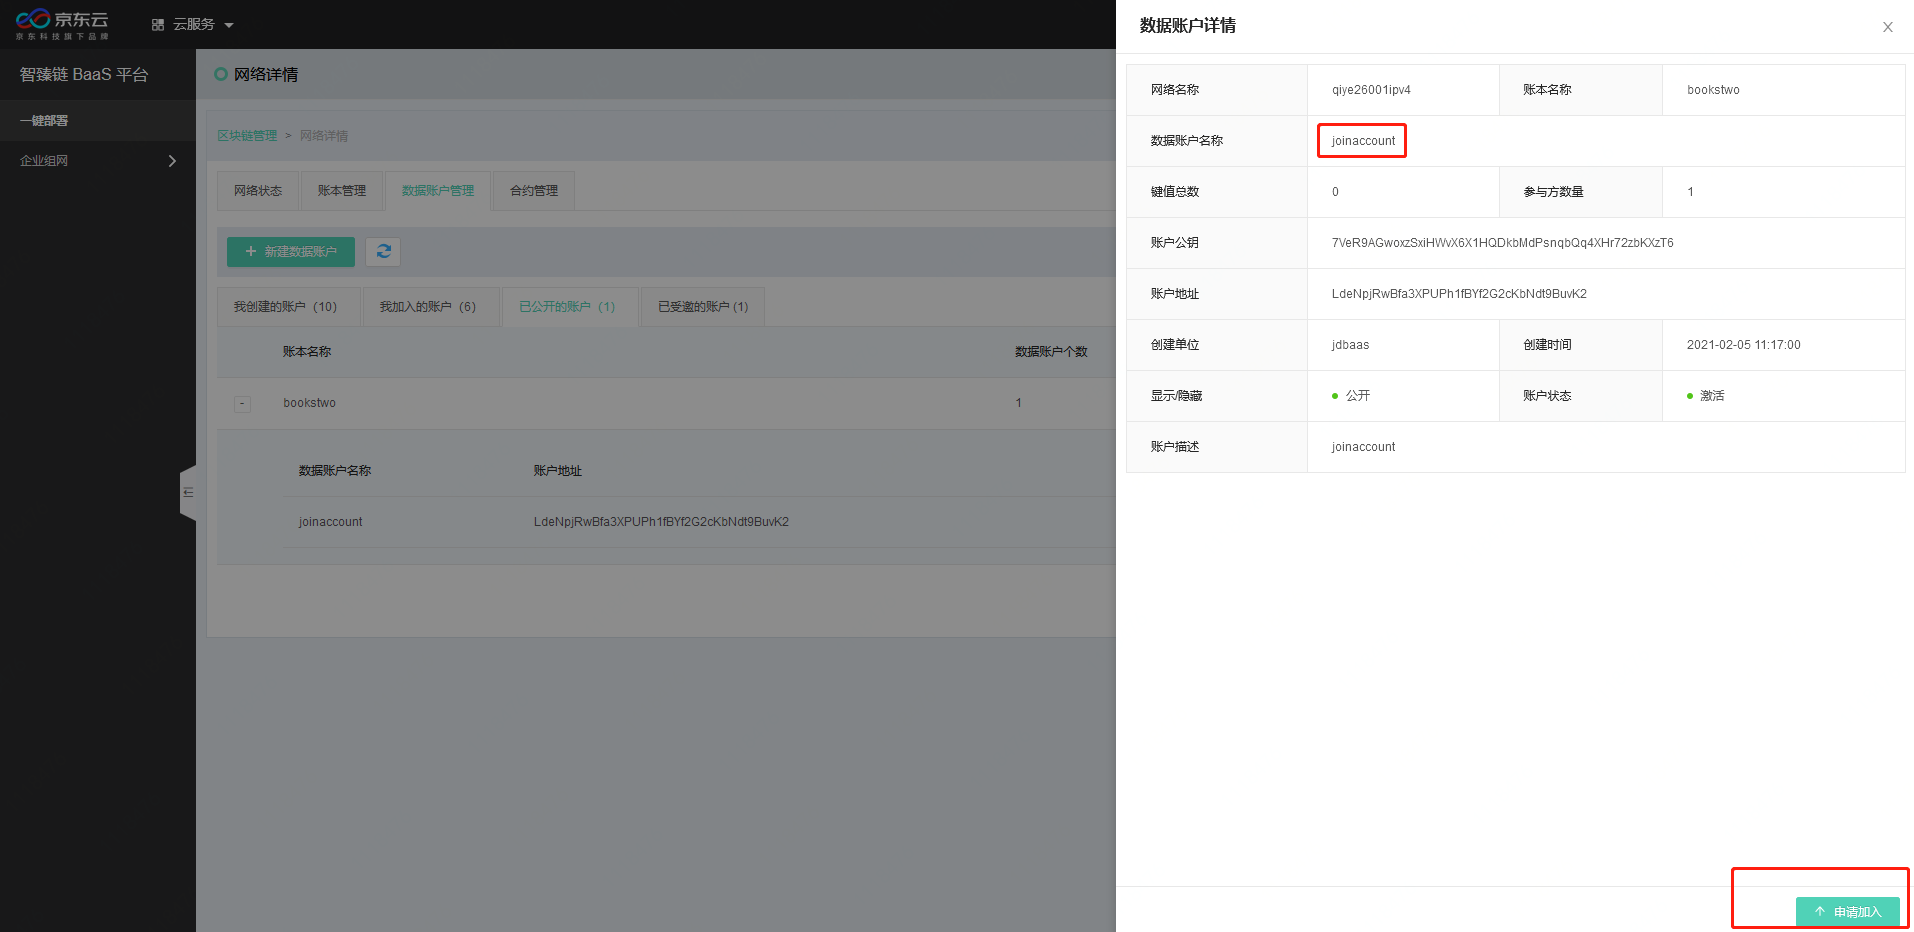 京东云
京东科技旗下品牌
云服务
智臻链 BaaS 平台
一键部署
企业组网
网络详情
区块链管理 > 网络详情
网络状态 账本管理 数据账户管理 合约管理
+ 新建数据账户
我创建的账户 (10) 我加入的账户 (6) 已公开的账户 (1) 已受邀的账户 (1)
账本名称 数据账户个数
- bookstwo 1
数据账户名称 账户地址
joinaccount LdeNpjRwBfa3XPUPh1fBYf2G2cKbNdt9BuvK2
数据账户详情
网络名称 qiye26001ipv4 账本名称 bookstwo
数据账户名称 joinaccount
键值总数 0 参与方数量 1
账户公钥 7VeR9AGwoxzSxiHWvX6X1HQDkbMdPsnqbQq4XHr72zbKXzT6
账户地址 LdeNpjRwBfa3XPUPh1fBYf2G2cKbNdt9BuvK2
创建单位 jdbaas 创建时间 2021-02-05 11:17:00
显示/隐藏 公开 账户状态 激活
账户描述 joinaccount
申请加入